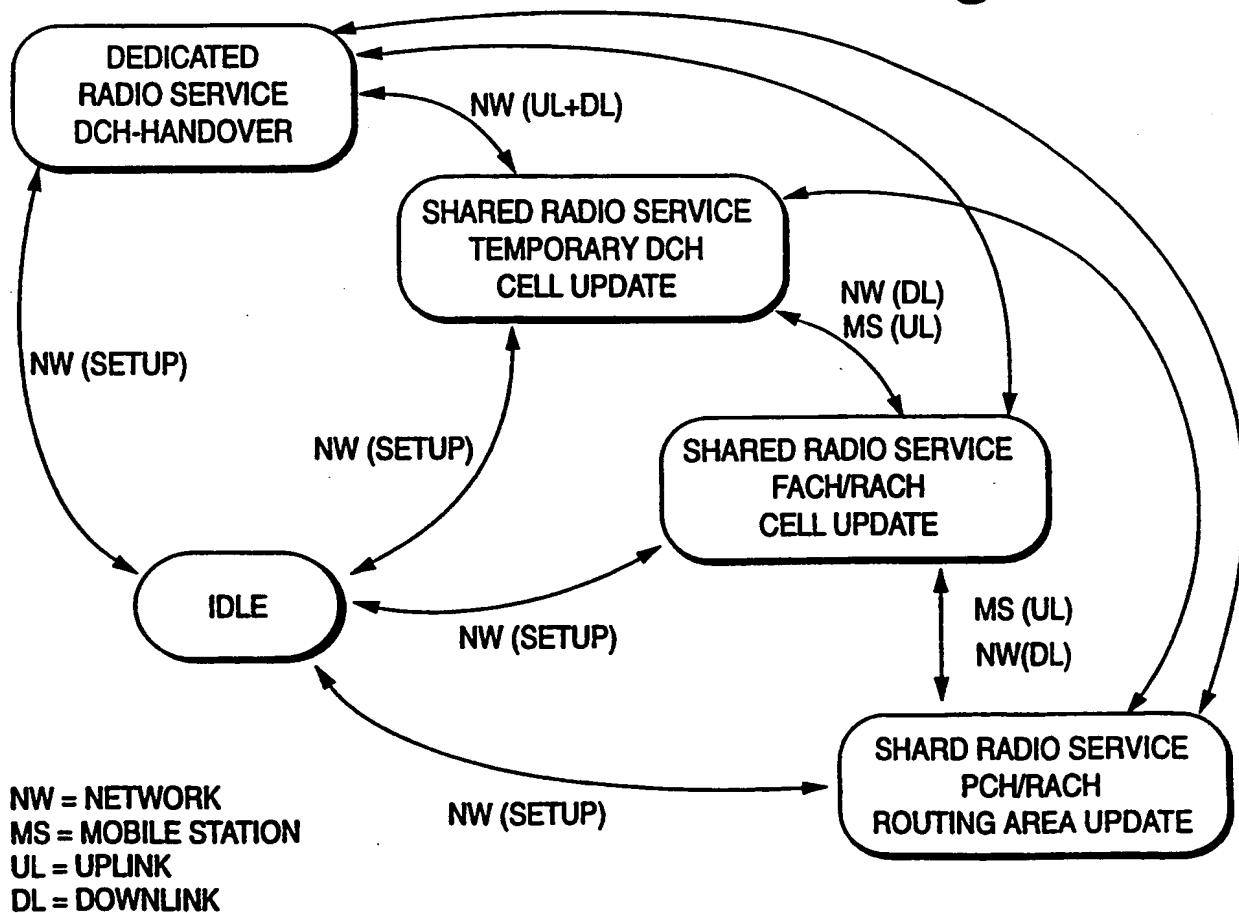 DEDICATED
RADIO SERVICE
DCH-HANDOVER
NW (UL+DL)
SHARED RADIO SERVICE
TEMPORARY DCH
CELL UPDATE
NW (DL)
MS (UL)
NW (SETUP)
NW (SETUP)
SHARED RADIO SERVICE
FACH/RACH
CELL UPDATE
IDLE
NW (SETUP)
MS (UL)
NW(DL)
SHARD RADIO SERVICE
PCH/RACH
ROUTING AREA UPDATE
NW (SETUP)
NW = NETWORK
MS = MOBILE STATION
UL = UPLINK
DL = DOWNLINK